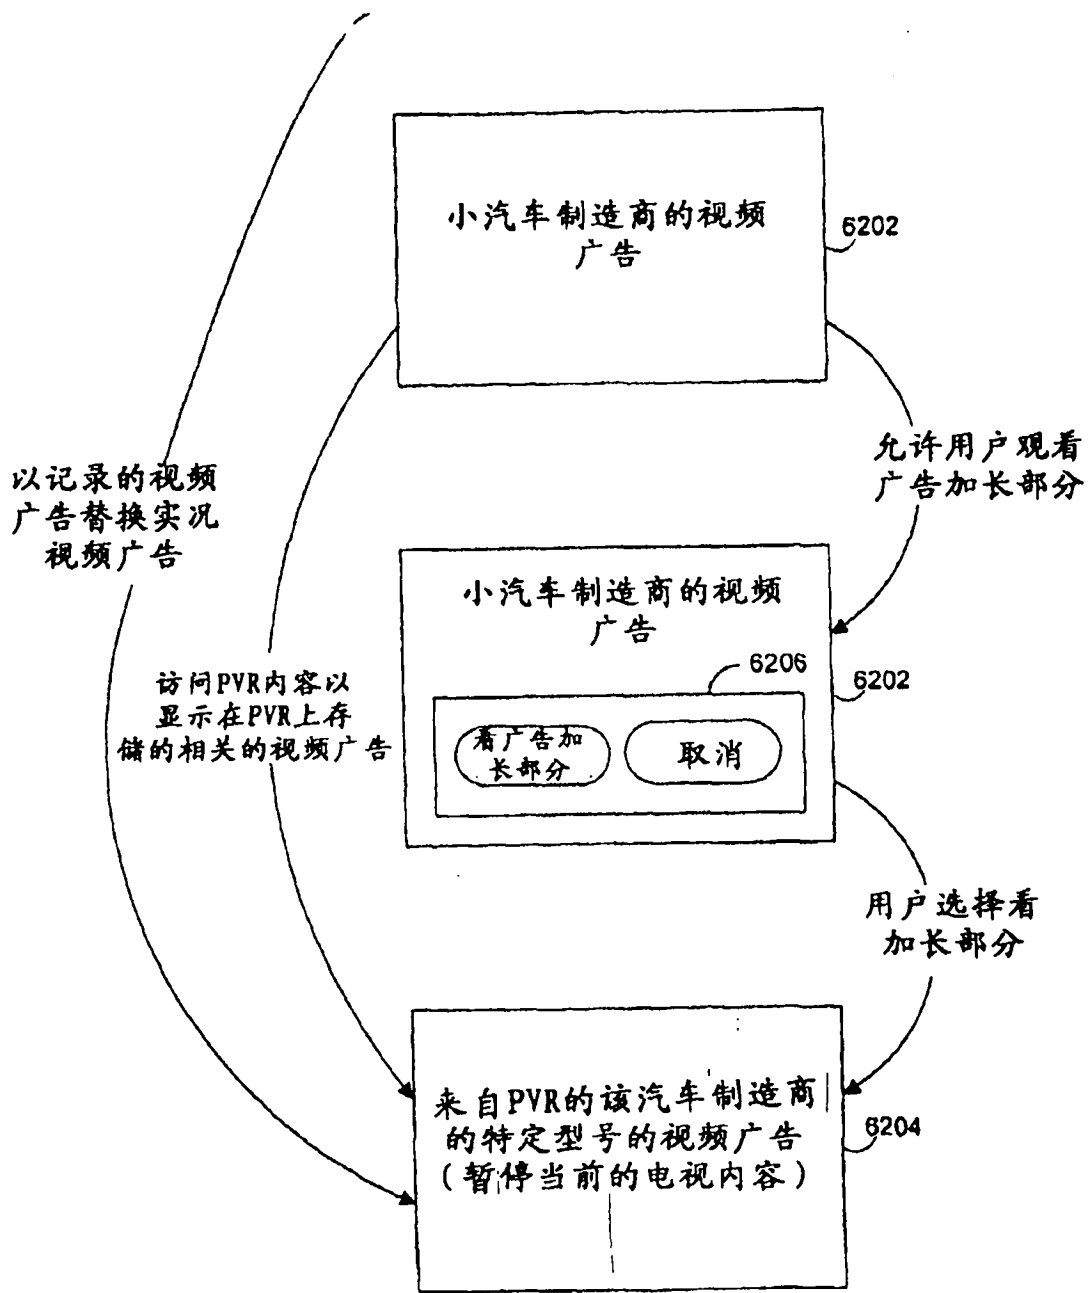 小汽车制造商的视频
广告
6202
允许用户观看
广告加长部分
以记录的视频
广告替换实况
视频广告
小汽车制造商的视频
广告
6206
6202
访问PVR内容以
显示在PVR上存
储的相关的视频广告
看广告加
长部分
取消
用户选择看
加长部分
来自PVR的该汽车制造商
的特定型号的视频广告
(暂停当前的电视内容)
6204